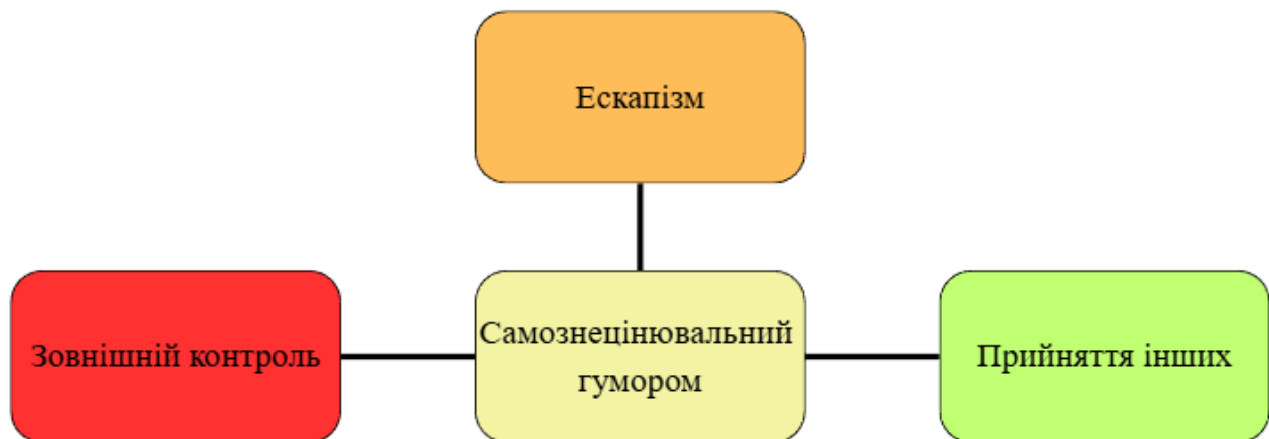 Ескапізм
Зовнішній контроль
Самознецінювальний
гумором
Прийняття інших